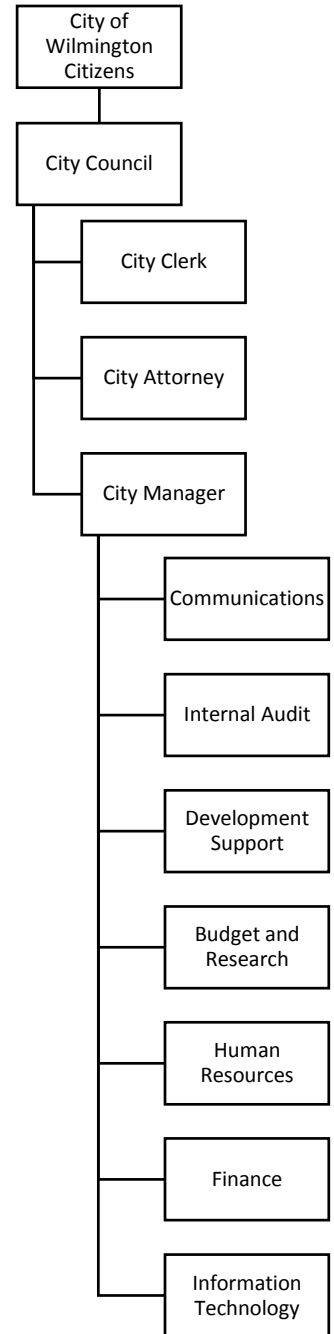 City of
Wilmington
Citizens
City Council
City Clerk
City Attorney
City Manager
Communications
Internal Audit
Development
Support
Budget and
Research
Human
Resources
Finance
Information
Technology